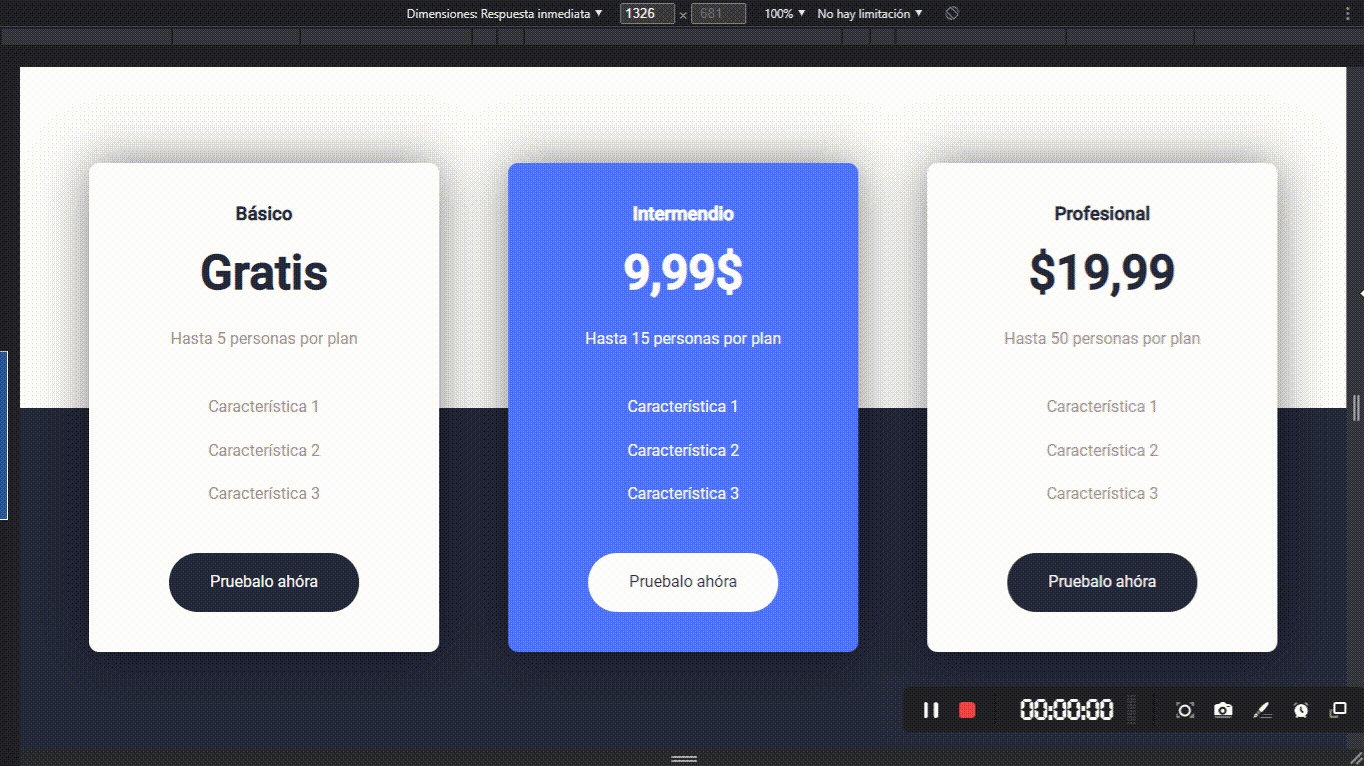 Dimensiones: Respuesta inmediata ▼ 1326 × 681 100% ▼ No hay limitación ▼
Básico
Gratis
Hasta 5 personas por plan
Característica 1
Característica 2
Característica 3
Pruebalo ahóra
Intermendio
9,99$
Hasta 15 personas por plan
Característica 1
Característica 2
Característica 3
Pruebalo ahóra
Profesional
$19,99
Hasta 50 personas por plan
Característica 1
Característica 2
Característica 3
Pruebalo ahóra
00:00:00